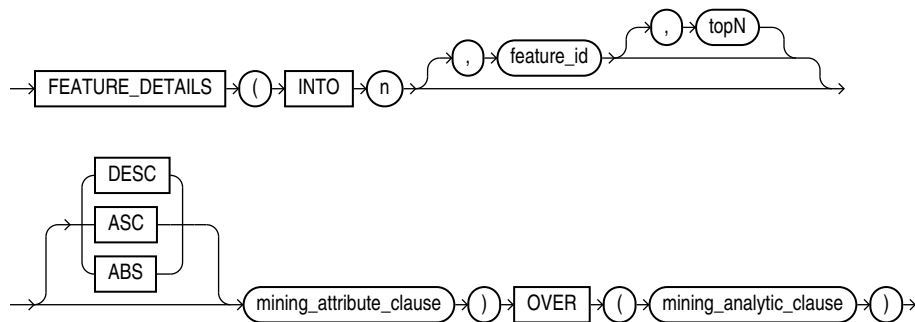 , topN
, feature_id
FEATURE_DETAILS ( INTO n
DESC
ASC
ABS
mining_attribute_clause ) OVER ( mining_analytic_clause )